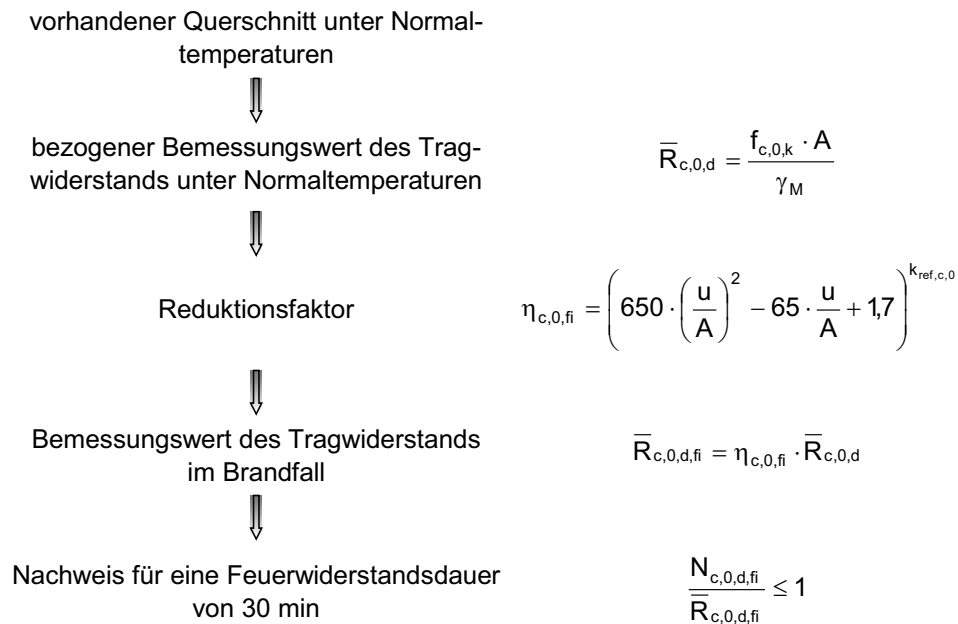 vorhandener Querschnitt unter Normal-
temperaturen
bezogener Bemessungswert des Trag-
widerstands unter Normaltemperaturen
R̅c,0,d = fc,0,k · A / γM
Reduktionsfaktor
ηc,0,fi = (650 · (u/A)² − 65 · u/A + 1,7)^kref,c,0
Bemessungswert des Tragwiderstands
im Brandfall
R̅c,0,d,fi = ηc,0,fi · R̅c,0,d
Nachweis für eine Feuerwiderstandsdauer
von 30 min
Nc,0,d,fi / R̅c,0,d,fi ≤ 1